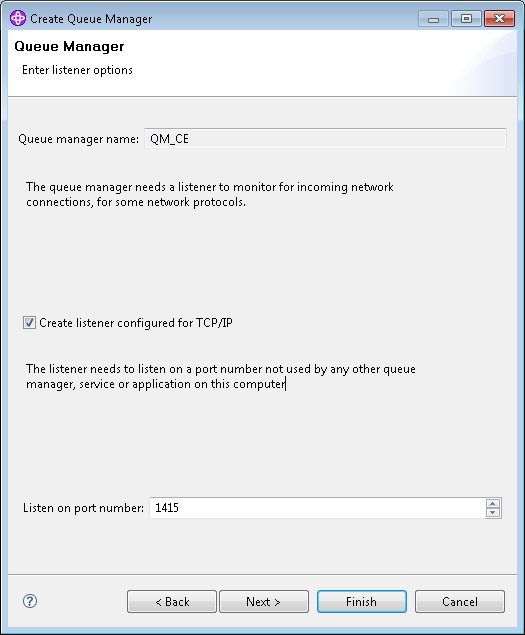 Create Queue Manager
Queue Manager
Enter listener options
Queue manager name: QM_CE
The queue manager needs a listener to monitor for incoming network
connections, for some network protocols.
Create listener configured for TCP/IP
The listener needs to listen on a port number not used by any other queue
manager, service or application on this computer
Listen on port number: 1415
? < Back Next > Finish Cancel